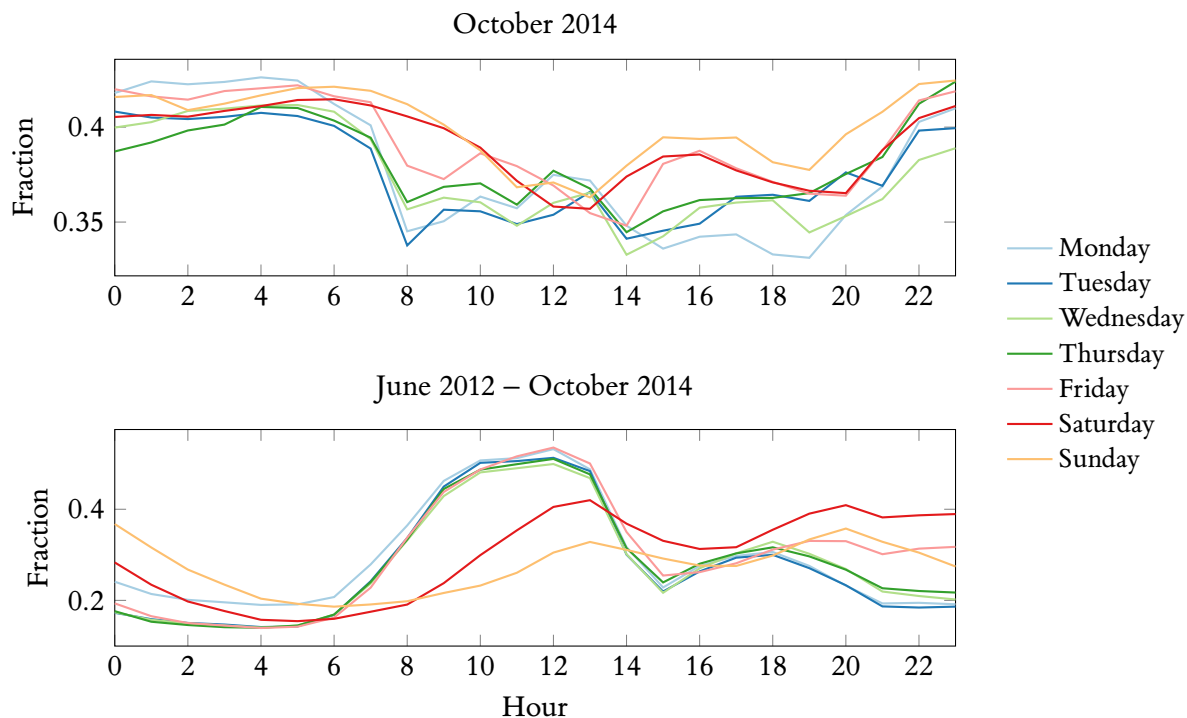 October 2014
Fraction
0.4
0.35
0 2 4 6 8 10 12 14 16 18 20 22
Monday
Tuesday
Wednesday
Thursday
Friday
Saturday
Sunday
June 2012 – October 2014
Fraction
0.4
0.2
0 2 4 6 8 10 12 14 16 18 20 22
Hour